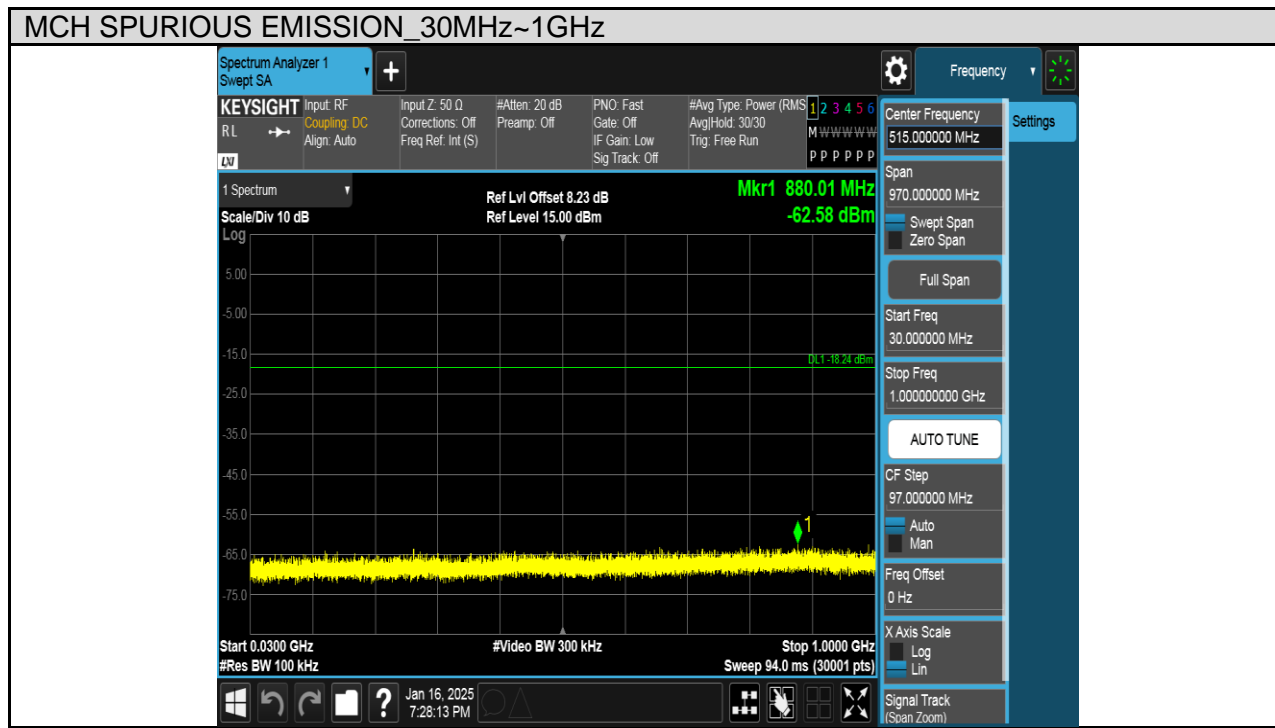 MCH SPURIOUS EMISSION_30MHz~1GHz
Spectrum Analyzer 1
Swept SA
Frequency
KEYSIGHT
RL
LXI
Input: RF
Coupling: DC
Align: Auto
Input Z: 50 Ω
Corrections: Off
Freq Ref: Int (S)
#Atten: 20 dB
Preamp: Off
PNO: Fast
Gate: Off
IF Gain: Low
Sig Track: Off
#Avg Type: Power (RMS
Avg|Hold: 30/30
Trig: Free Run
1 2 3 4 5 6
M W W W W W
P P P P P P
Center Frequency
515.000000 MHz
Settings
1 Spectrum
Scale/Div 10 dB
Ref Lvl Offset 8.23 dB
Ref Level 15.00 dBm
Mkr1 880.01 MHz
-62.58 dBm
Log
5.00
-5.00
-15.0
-25.0
-35.0
-45.0
-55.0
-65.0
-75.0
DL1 -18.24 dBm
1
Start 0.0300 GHz
#Res BW 100 kHz
#Video BW 300 kHz
Stop 1.0000 GHz
Sweep 94.0 ms (30001 pts)
Span
970.000000 MHz
Swept Span
Zero Span
Full Span
Start Freq
30.000000 MHz
Stop Freq
1.000000000 GHz
AUTO TUNE
CF Step
97.000000 MHz
Auto
Man
Freq Offset
0 Hz
X Axis Scale
Log
Lin
Signal Track
(Span Zoom)
?
Jan 16, 2025
7:28:13 PM